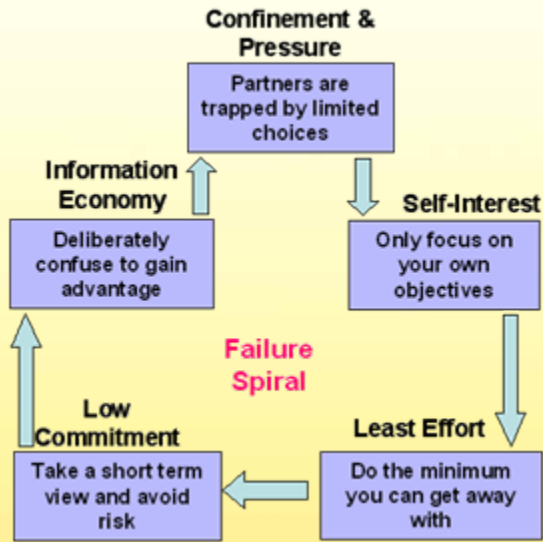 Confinement &
Pressure
Partners are
trapped by limited
choices
Information
Economy
Deliberately
confuse to gain
advantage
Self-Interest
Only focus on
your own
objectives
Failure
Spiral
Low
Commitment
Take a short term
view and avoid
risk
Least Effort
Do the minimum
you can get away
with